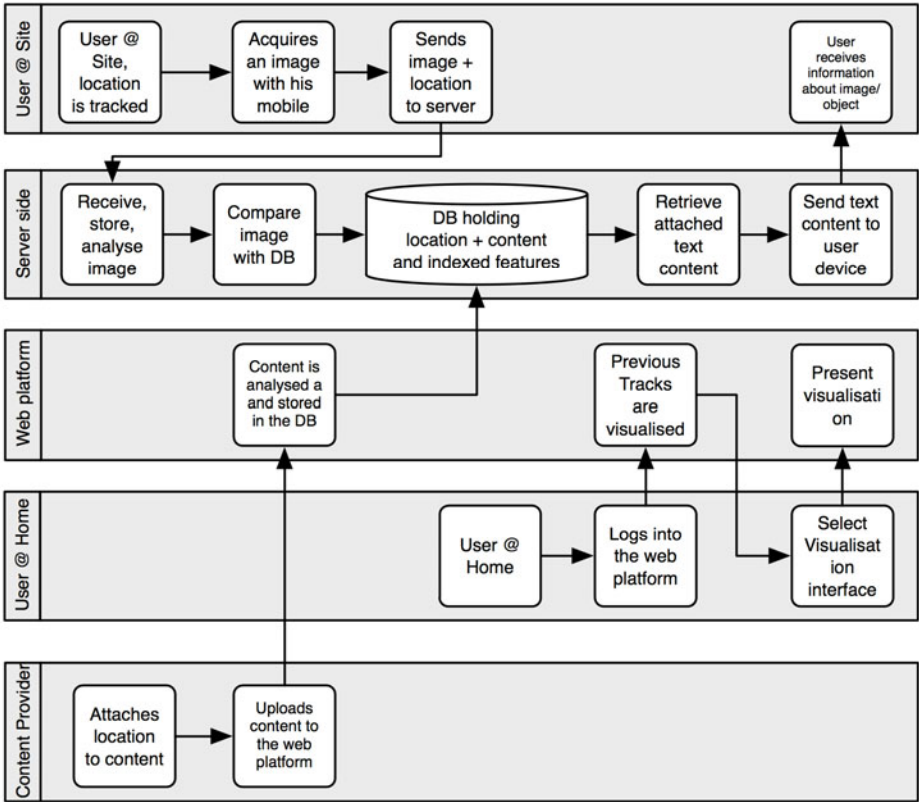 User @ Site
User @
Site,
location
is tracked
Acquires
an image
with his
mobile
Sends
image +
location
to server
User
receives
information
about image/
object
Server side
Receive,
store,
analyse
image
Compare
image
with DB
DB holding
location + content
and indexed features
Retrieve
attached
text
content
Send text
content to
user
device
Web platform
Content is
analysed a
and stored
in the DB
Previous
Tracks
are
visualised
Present
visualisati
on
User @ Home
User @
Home
Logs into
the web
platform
Select
Visualisat
ion
interface
Content Provider
Attaches
location
to content
Uploads
content to
the web
platform